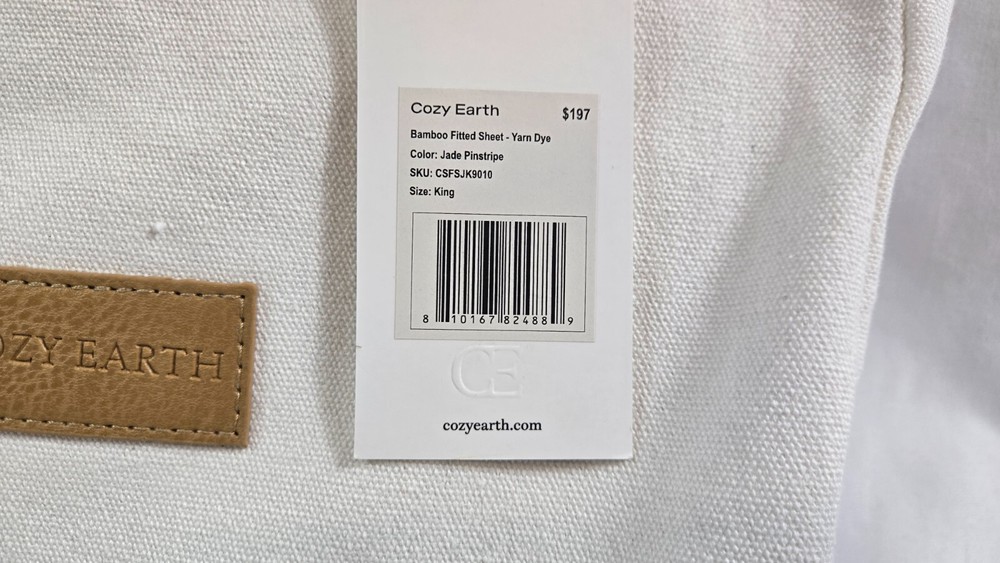 Cozy Earth $197
Bamboo Fitted Sheet - Yarn Dye
Color: Jade Pinstripe
SKU: CSFSJK9010
Size: King
8 10167 82488 9
CE
cozyearth.com
OZY EARTH